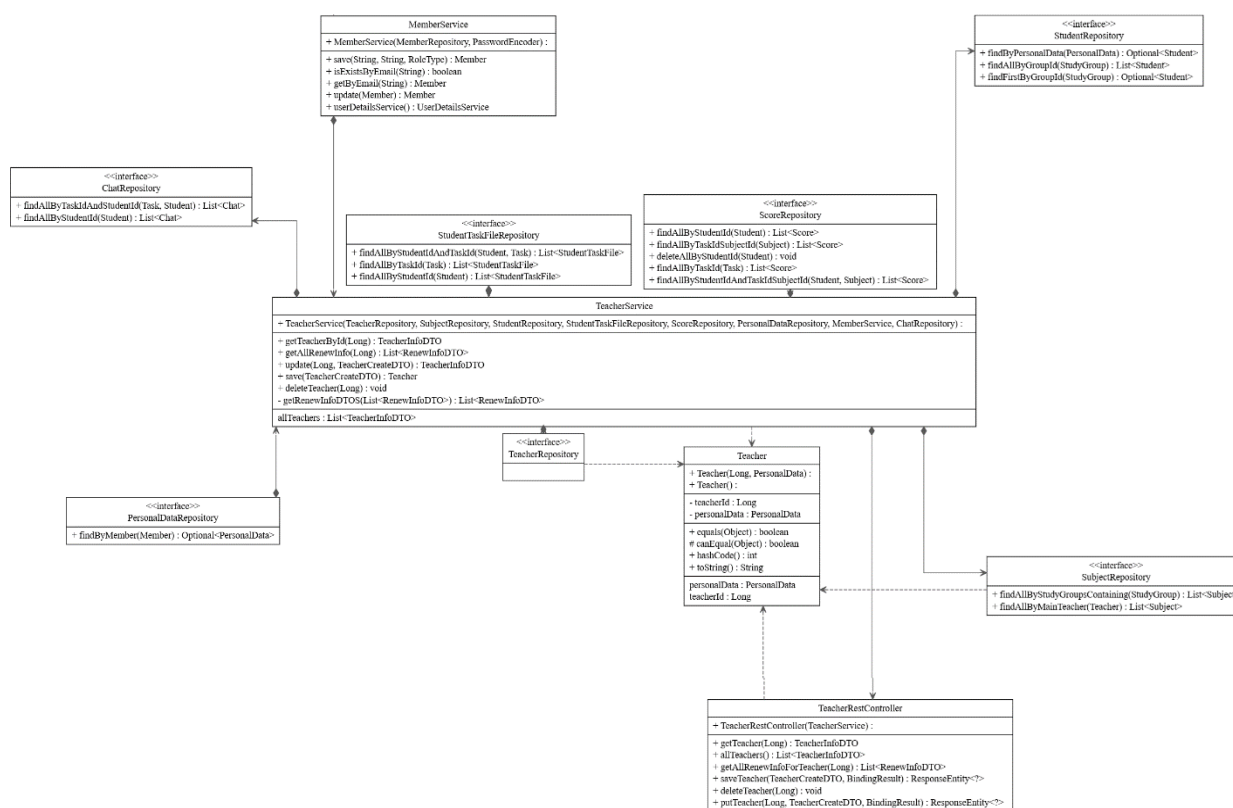 MemberService
+ MemberService(MemberRepository, PasswordEncoder) :
+ save(String, String, RoleType) : Member
+ isExistsByEmail(String) : boolean
+ getByEmail(String) : Member
+ update(Member) : Member
+ userDetailsService() : UserDetailsService
<<interface>>
StudentRepository
+ findByPersonalData(PersonalData) : Optional<Student>
+ findAllByGroupId(StudyGroup) : List<Student>
+ findFirstByGroupId(StudyGroup) : Optional<Student>
<<interface>>
ChatRepository
+ findAllByTaskIdAndStudentId(Task, Student) : List<Chat>
+ findAllByStudentId(Student) : List<Chat>
<<interface>>
StudentTaskFileRepository
+ findAllByStudentIdAndTaskId(Student, Task) : List<StudentTaskFile>
+ findAllByTaskId(Task) : List<StudentTaskFile>
+ findAllByStudentId(Student) : List<StudentTaskFile>
<<interface>>
ScoreRepository
+ findAllByStudentId(Student) : List<Score>
+ findAllByTaskIdSubjectId(Subject) : List<Score>
+ deleteAllByStudentId(Student) : void
+ findAllByTaskId(Task) : List<Score>
+ findAllByStudentIdAndTaskIdSubjectId(Student, Subject) : List<Score>
TeacherService
+ TeacherService(TeacherRepository, SubjectRepository, StudentRepository, StudentTaskFileRepository, ScoreRepository, PersonalDataRepository, MemberService, ChatRepository) :
+ getTeacherById(Long) : TeacherInfoDTO
+ getAllRenewInfo(Long) : List<RenewInfoDTO>
+ update(Long, TeacherCreateDTO) : TeacherInfoDTO
+ save(TeacherCreateDTO) : Teacher
+ deleteTeacher(Long) : void
- getRenewInfoDTOS(List<RenewInfoDTO>) : List<RenewInfoDTO>
allTeachers : List<TeacherInfoDTO>
<<interface>>
TeacherRepository
Teacher
+ Teacher(Long, PersonalData) :
+ Teacher() :
- teacherId : Long
- personalData : PersonalData
+ equals(Object) : boolean
# canEqual(Object) : boolean
+ hashCode() : int
+ toString() : String
personalData : PersonalData
teacherId : Long
<<interface>>
PersonalDataRepository
+ findByMember(Member) : Optional<PersonalData>
<<interface>>
SubjectRepository
+ findAllByStudyGroupsContaining(StudyGroup) : List<Subject
+ findAllByMainTeacher(Teacher) : List<Subject>
TeacherRestController
+ TeacherRestController(TeacherService) :
+ getTeacher(Long) : TeacherInfoDTO
+ allTeachers() : List<TeacherInfoDTO>
+ getAllRenewInfoForTeacher(Long) : List<RenewInfoDTO>
+ saveTeacher(TeacherCreateDTO, BindingResult) : ResponseEntity<?>
+ deleteTeacher(Long) : void
+ putTeacher(Long, TeacherCreateDTO, BindingResult) : ResponseEntity<?>